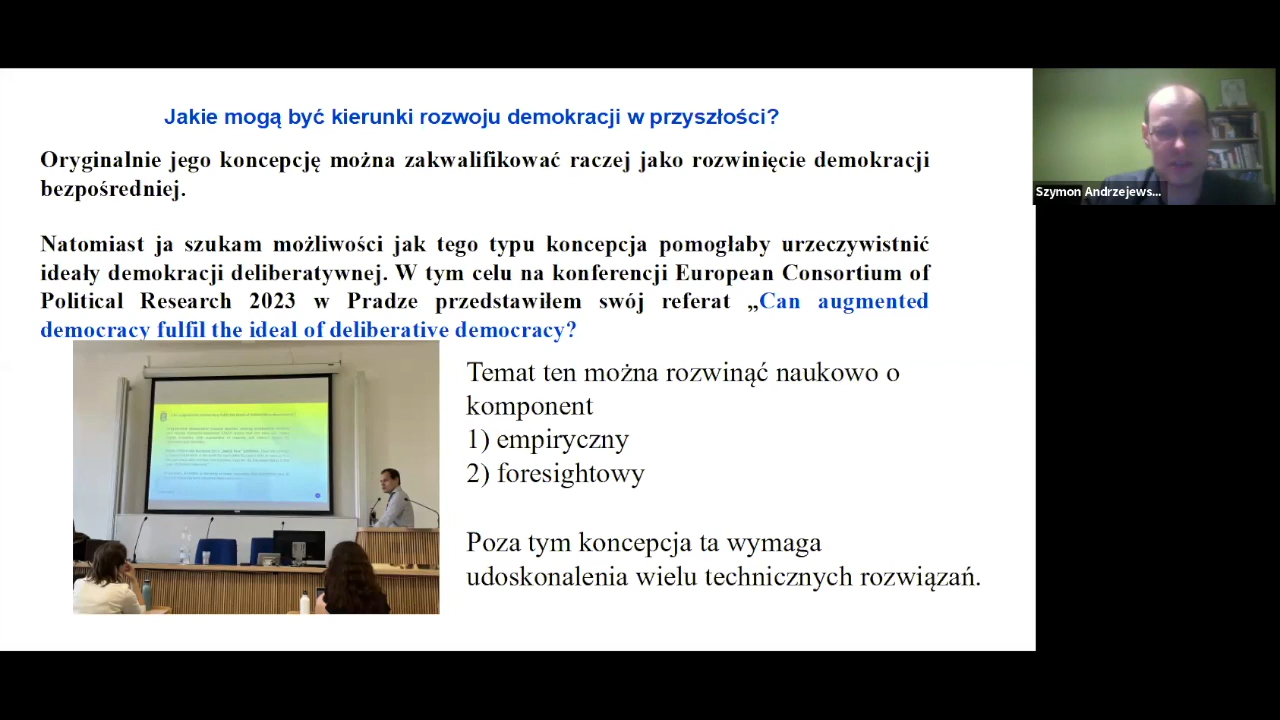 Jakie mogą być kierunki rozwoju demokracji w przyszłości?
Oryginalnie jego koncepcję można zakwalifikować raczej jako rozwinięcie demokracji
bezpośredniej.
Natomiast ja szukam możliwości jak tego typu koncepcja pomogłaby urzeczywistnić
ideały demokracji deliberatywnej. W tym celu na konferencji European Consortium of
Political Research 2023 w Pradze przedstawiłem swój referat „Can augmented
democracy fulfil the ideal of deliberative democracy?
Temat ten można rozwinąć naukowo o
komponent
1) empiryczny
2) foresightowy
Poza tym koncepcja ta wymaga
udoskonalenia wielu technicznych rozwiązań.
Szymon Andrzejews...